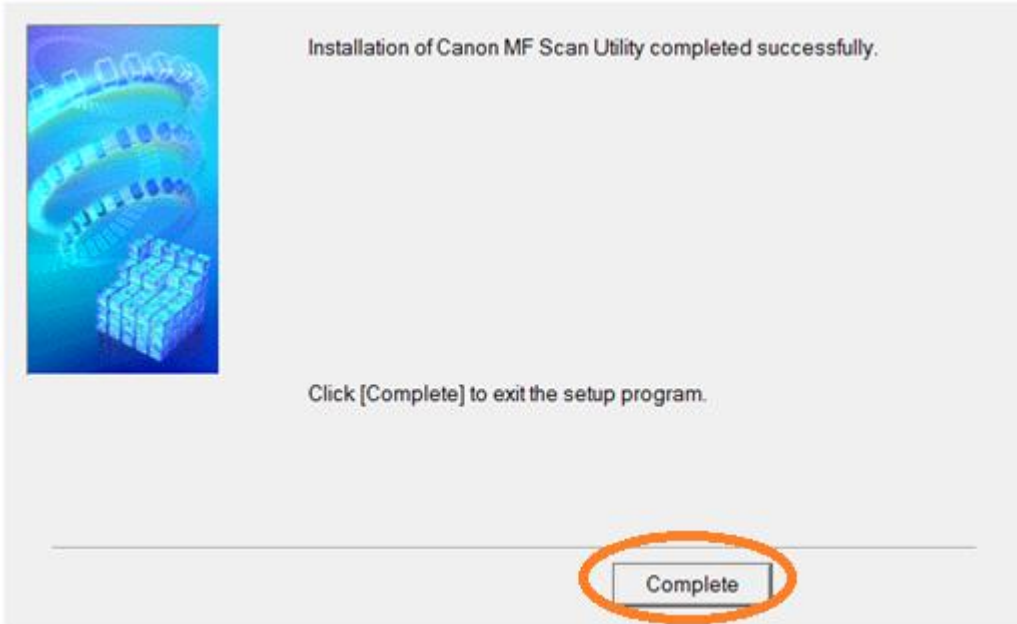 Installation of Canon MF Scan Utility completed successfully.
Click [Complete] to exit the setup program.
Complete